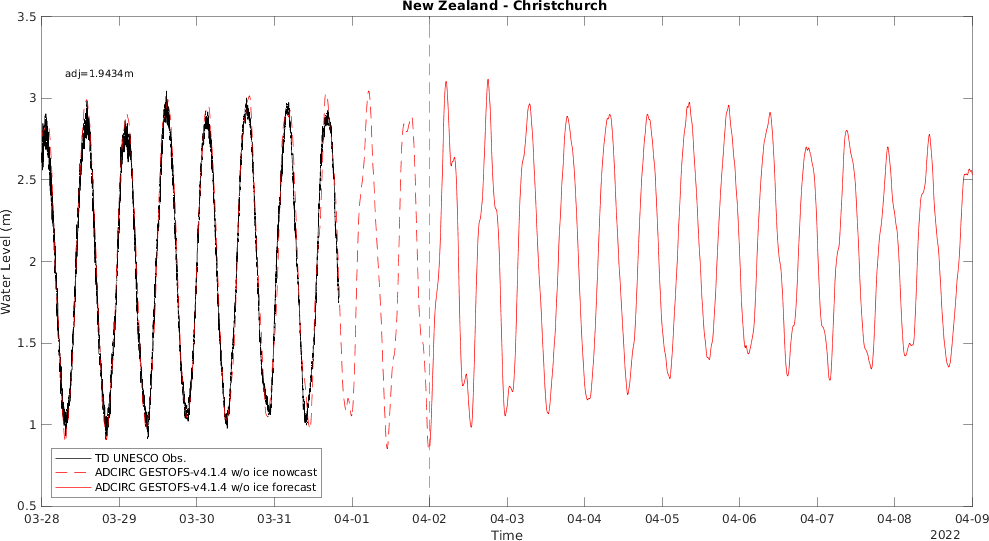 New Zealand - Christchurch
adj=1.9434m
Water Level (m)
3.5
3
2.5
2
1.5
1
0.5
TD UNESCO Obs.
ADCIRC GESTOFS-v4.1.4 w/o ice nowcast
ADCIRC GESTOFS-v4.1.4 w/o ice forecast
03-28 03-29 03-30 03-31 04-01 04-02 04-03 04-04 04-05 04-06 04-07 04-08 04-09
Time
2022